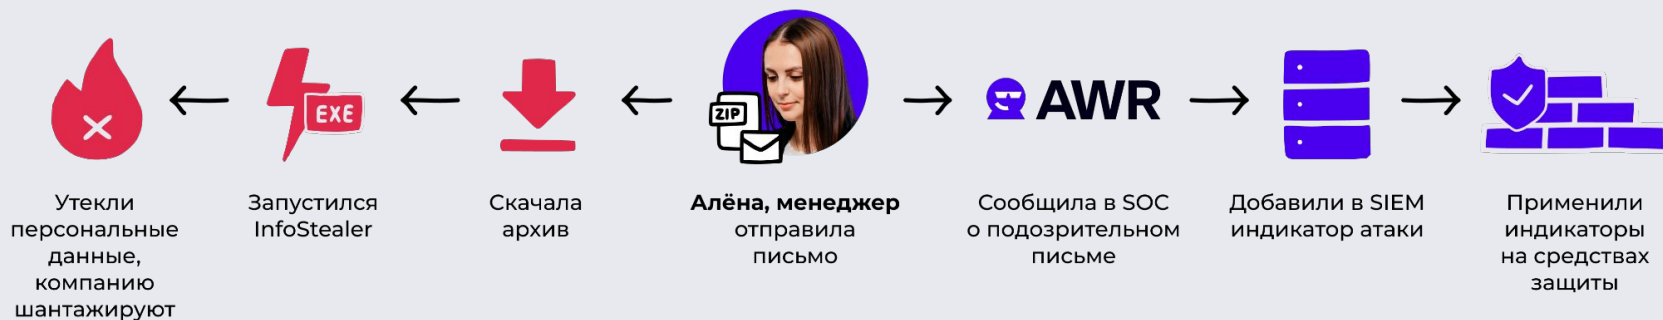 EXE
ZIP
AWR
Утекли
персональные
данные,
компанию
шантажируют
Запустился
InfoStealer
Скачала
архив
Алёна, менеджер
отправила
письмо
Сообщила в SOC
о подозрительном
письме
Добавили в SIEM
индикатор атаки
Применили
индикаторы
на средствах
защиты